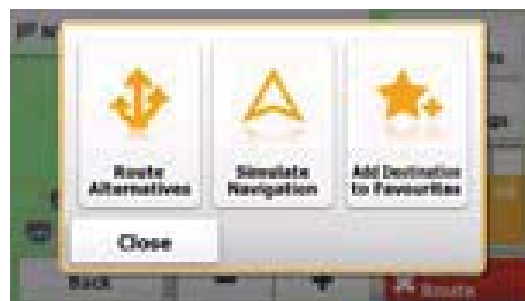 Route
Alternatives
Simulate
Navigation
Add Destination
to Favourites
Close
Back
Route